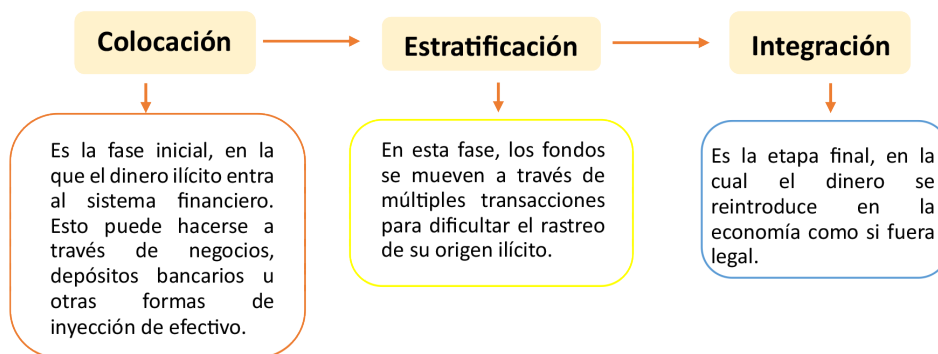 Colocación
Es la fase inicial, en la
que el dinero ilícito entra
al sistema financiero.
Esto puede hacerse a
través de negocios,
depósitos bancarios u
otras formas de
inyección de efectivo.
Estratificación
En esta fase, los fondos
se mueven a través de
múltiples transacciones
para dificultar el rastreo
de su origen ilícito.
Integración
Es la etapa final, en la
cual el dinero se
reintroduce en la
economía como si fuera
legal.